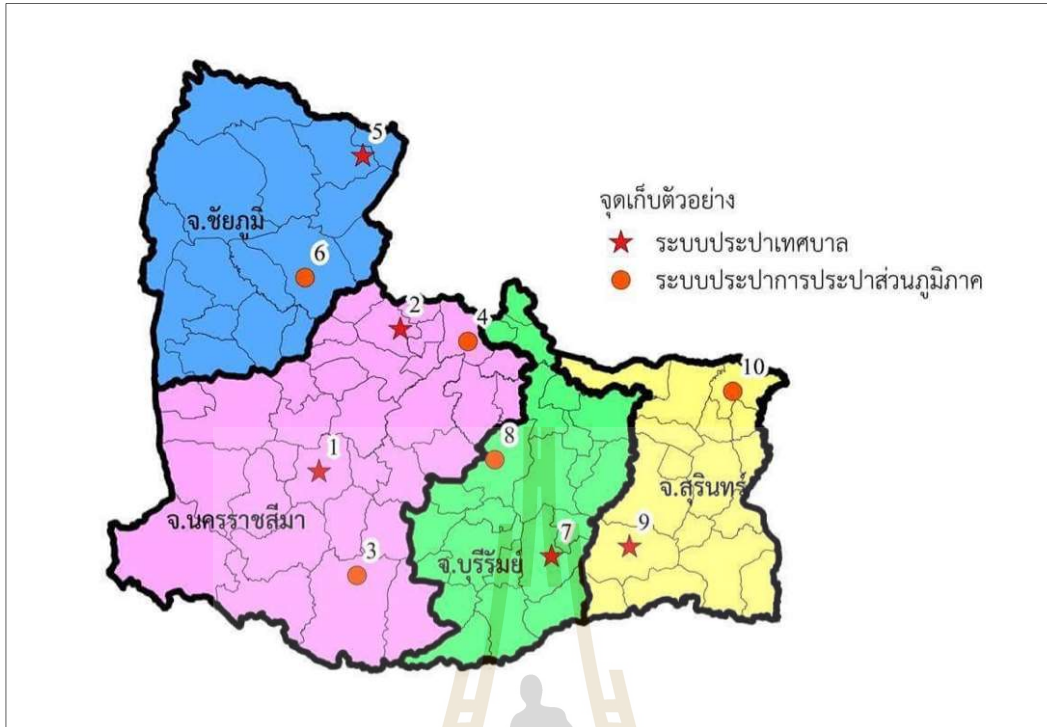 5
จ.ชัยภูมิ
6
จุดเก็บตัวอย่าง
ระบบประปาเทศบาล
ระบบประปาการประปาส่วนภูมิภาค
2
4
10
1
8
จ.สุรินทร์
จ.นครราชสีมา
3
จ.บุรีรัมย์
7
9